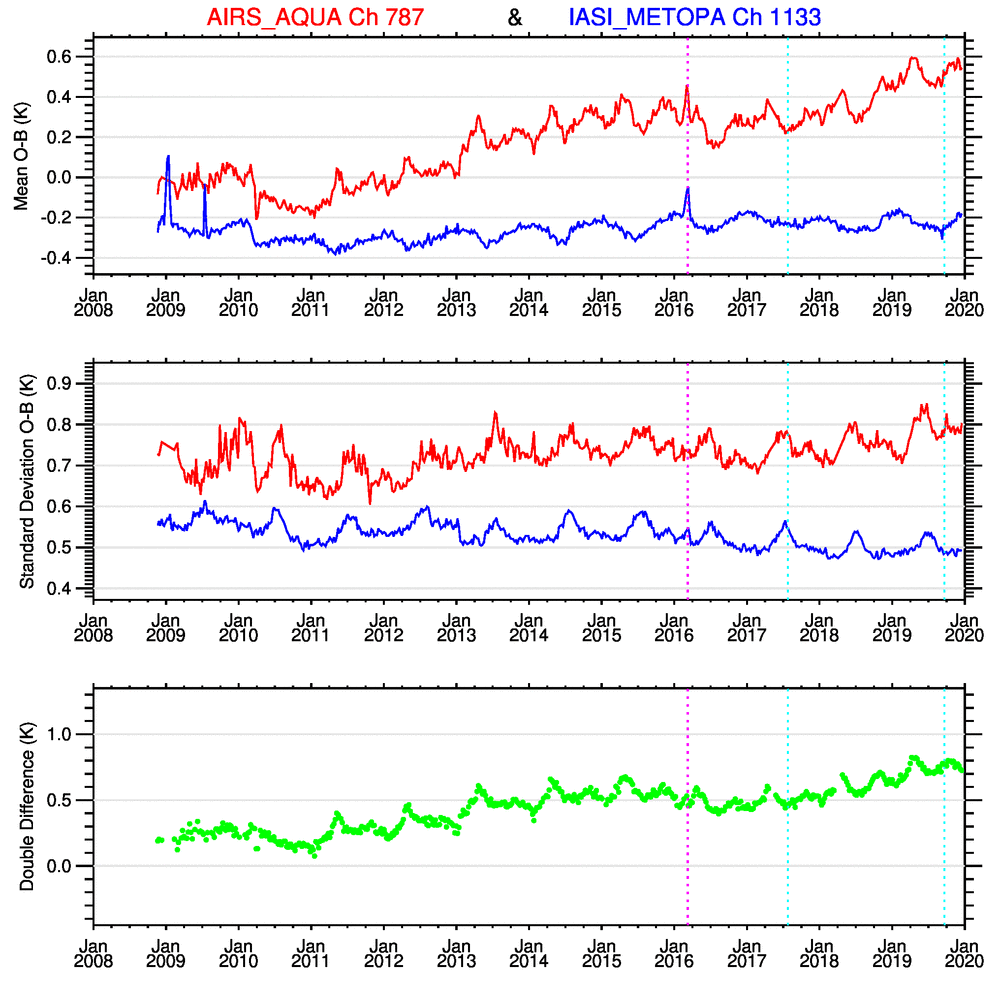 AIRS_AQUA Ch 787 & IASI_METOPA Ch 1133
Mean O-B (K)
0.6
0.4
0.2
0.0
-0.2
-0.4
Jan Jan Jan Jan Jan Jan Jan Jan Jan Jan Jan Jan Jan
2008 2009 2010 2011 2012 2013 2014 2015 2016 2017 2018 2019 2020
Standard Deviation O-B (K)
0.9
0.8
0.7
0.6
0.5
0.4
Jan Jan Jan Jan Jan Jan Jan Jan Jan Jan Jan Jan Jan
2008 2009 2010 2011 2012 2013 2014 2015 2016 2017 2018 2019 2020
Double Difference (K)
1.0
0.5
0.0
Jan Jan Jan Jan Jan Jan Jan Jan Jan Jan Jan Jan Jan
2008 2009 2010 2011 2012 2013 2014 2015 2016 2017 2018 2019 2020